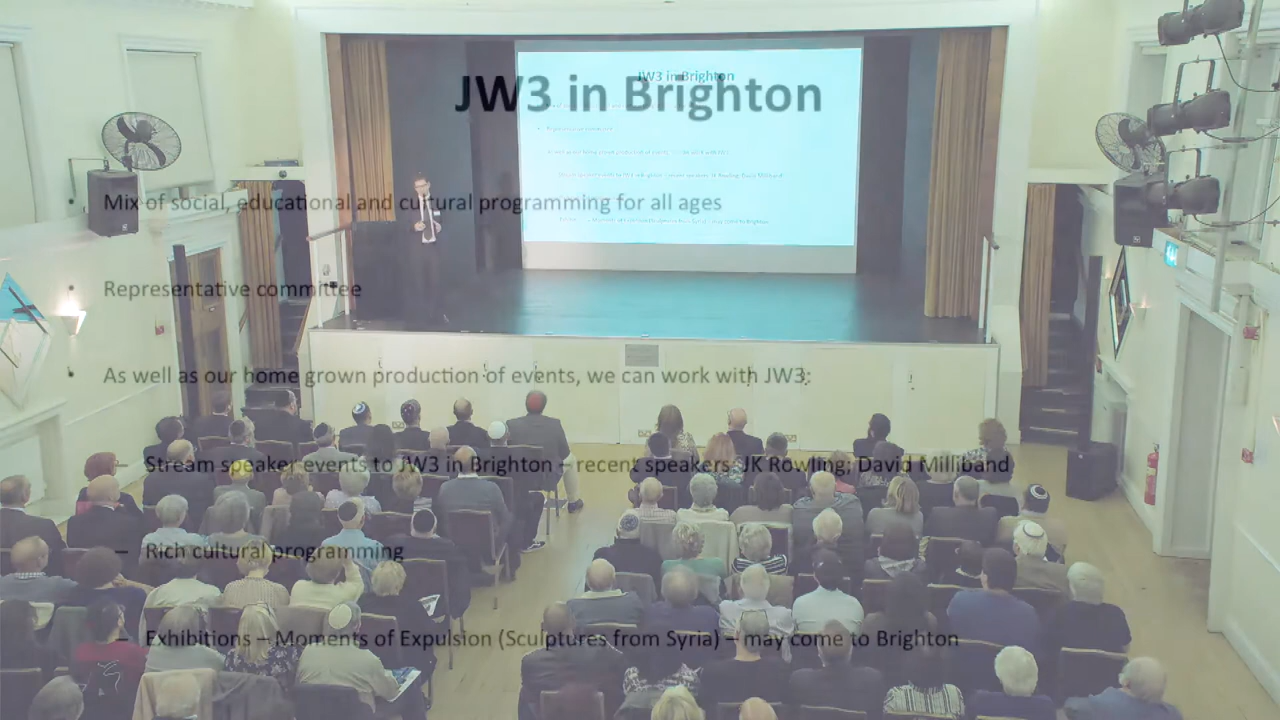 JW3 in Brighton
JW3 in Brighton
Mix of social, educational and cultural programming for all ages
Representative committee
As well as our home grown production of events, we can work with JW3:
– Stream speaker events to JW3 in Brighton – recent speakers: JK Rowling; David Milliband
– Rich cultural programming
– Exhibitions – Moments of Expulsion (Sculptures from Syria) – may come to Brighton